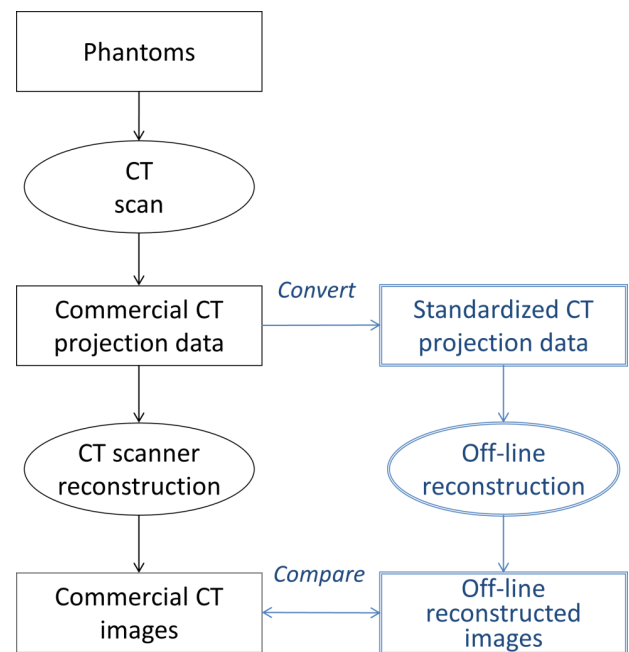 Phantoms
CT
scan
Convert
Commercial CT
projection data
Standardized CT
projection data
CT scanner
reconstruction
Off-line
reconstruction
Compare
Commercial CT
images
Off-line
reconstructed
images